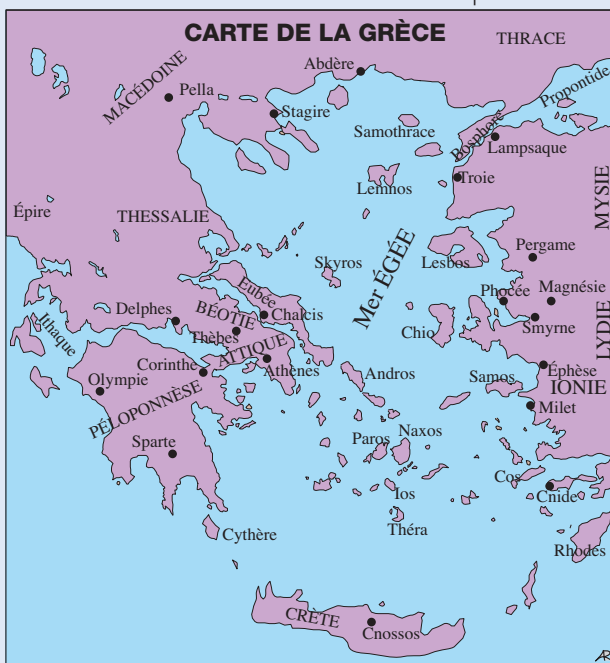 CARTE DE LA GRÈCE
THRACE
Abdère
Propontide
MACÉDOINE
Pella
Stagire
Samothrace
Bosphore
Lampsaque
Troie
Lemnos
MYSIE
Épire
THESSALIE
Mer ÉGÉE
Pergame
Skyros
Lesbos
Eubée
Phocée
Magnésie
Delphes
BÉOTIE
Chalcis
Smyrne
Ithaque
Thèbes
Chio
LYDIE
ATTIQUE
Corinthe
Athènes
Andros
Éphèse
Olympie
Samos
IONIE
PÉLOPONNÈSE
Milet
Sparte
Paros
Naxos
Cos
Cnide
Ios
Cythère
Théra
Rhodes
CRÈTE
Cnossos